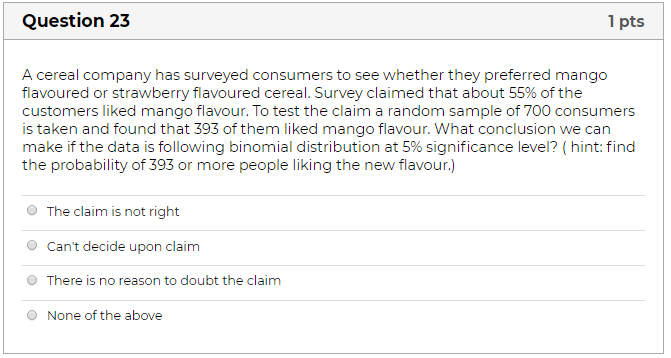 Question 23
1 pts
A cereal company has surveyed consumers to see whether they preferred mango
flavoured or strawberry flavoured cereal. Survey claimed that about 55% of the
customers liked mango flavour. To test the claim a random sample of 700 consumers
is taken and found that 393 of them liked mango flavour. What conclusion we can
make if the data is following binomial distribution at 5% significance level? ( hint: find
the probability of 393 or more people liking the new flavour.)
The claim is not right
Can't decide upon claim
There is no reason to doubt the claim
None of the above